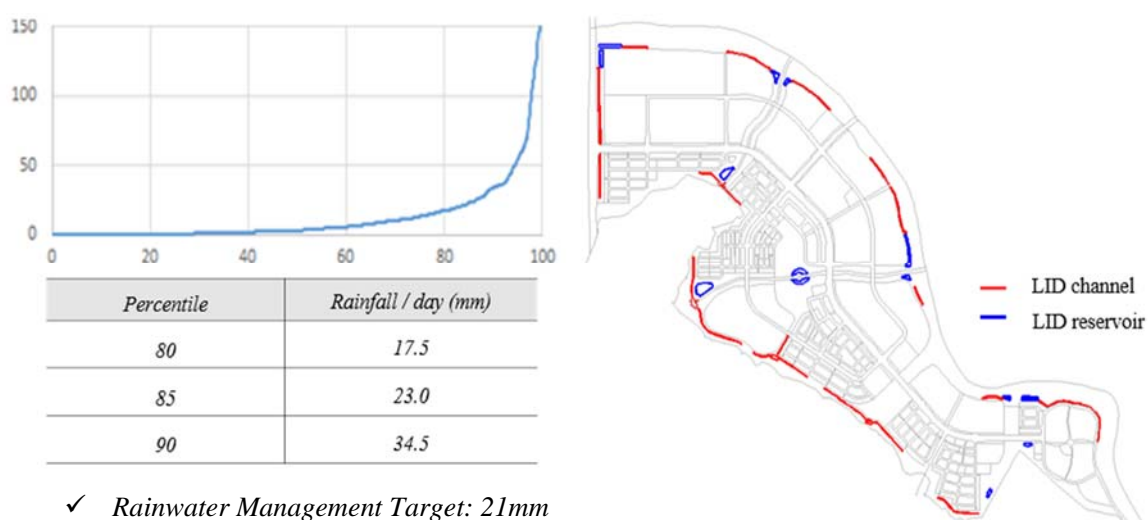 150
100
50
0
0 20 40 60 80 100
Percentile Rainfall / day (mm)
80 17.5
85 23.0
90 34.5
✓ Rainwater Management Target: 21mm
LID channel
LID reservoir